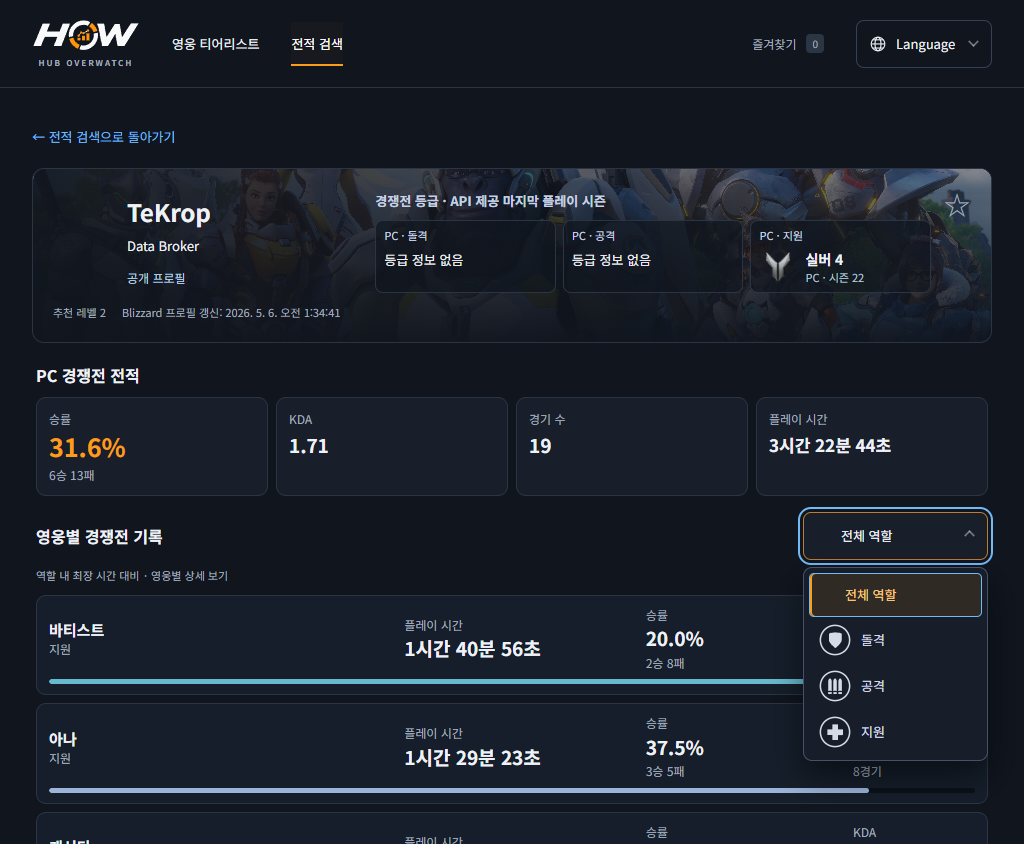 HOW
HUB OVERWATCH
영웅 티어리스트
전적 검색
즐겨찾기 0
Language
← 전적 검색으로 돌아가기
TeKrop
Data Broker
공개 프로필
추천 레벨 2 Blizzard 프로필 갱신: 2026. 5. 6. 오전 1:34:41
경쟁전 등급 · API 제공 마지막 플레이 시즌
PC · 돌격
등급 정보 없음
PC · 공격
등급 정보 없음
PC · 지원
실버 4
PC · 시즌 22
PC 경쟁전 전적
승률
31.6%
6승 13패
KDA
1.71
경기 수
19
플레이 시간
3시간 22분 44초
영웅별 경쟁전 기록
전체 역할
역할 내 최장 시간 대비 · 영웅별 상세 보기
전체 역할
돌격
공격
지원
바티스트
지원
플레이 시간
1시간 40분 56초
승률
20.0%
2승 8패
아나
지원
플레이 시간
1시간 29분 23초
승률
37.5%
3승 5패
8경기
플레이 시간
승률
KDA